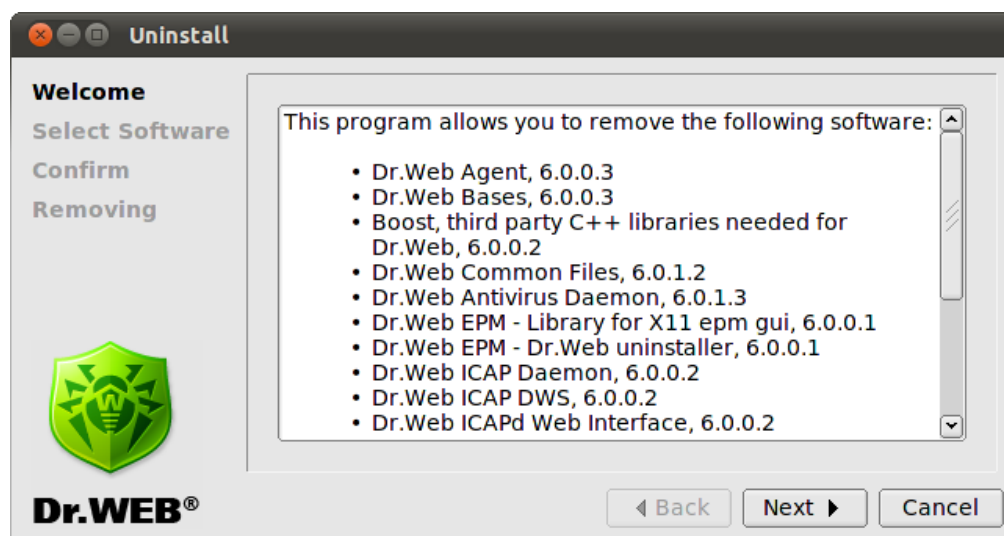 Uninstall
Welcome
Select Software
Confirm
Removing
This program allows you to remove the following software:
• Dr.Web Agent, 6.0.0.3
• Dr.Web Bases, 6.0.0.3
• Boost, third party C++ libraries needed for
Dr.Web, 6.0.0.2
• Dr.Web Common Files, 6.0.1.2
• Dr.Web Antivirus Daemon, 6.0.1.3
• Dr.Web EPM - Library for X11 epm gui, 6.0.0.1
• Dr.Web EPM - Dr.Web uninstaller, 6.0.0.1
• Dr.Web ICAP Daemon, 6.0.0.2
• Dr.Web ICAP DWS, 6.0.0.2
• Dr.Web ICAPd Web Interface, 6.0.0.2
Dr.WEB®
Back
Next
Cancel